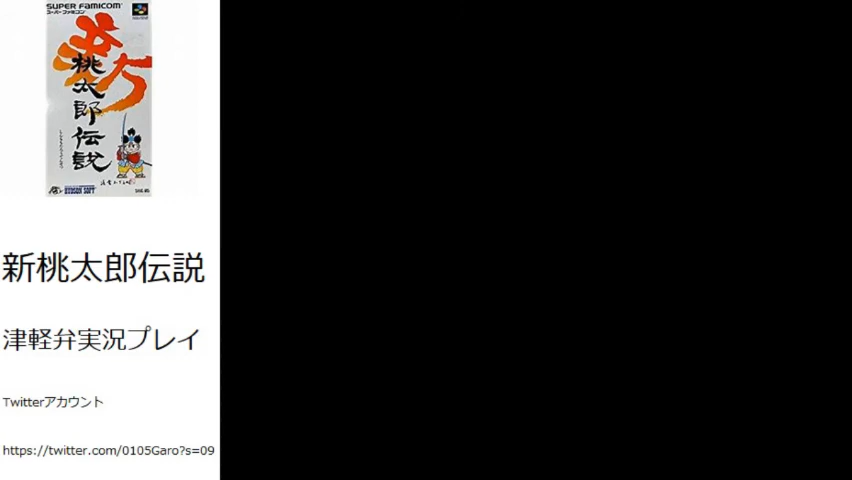 SUPER FAMICOM
スーパーファミコン
新
桃太郎伝説
HUDSON SOFT
新桃太郎伝説
津軽弁実況プレイ
Twitterアカウント
https://twitter.com/0105Garo?s=09